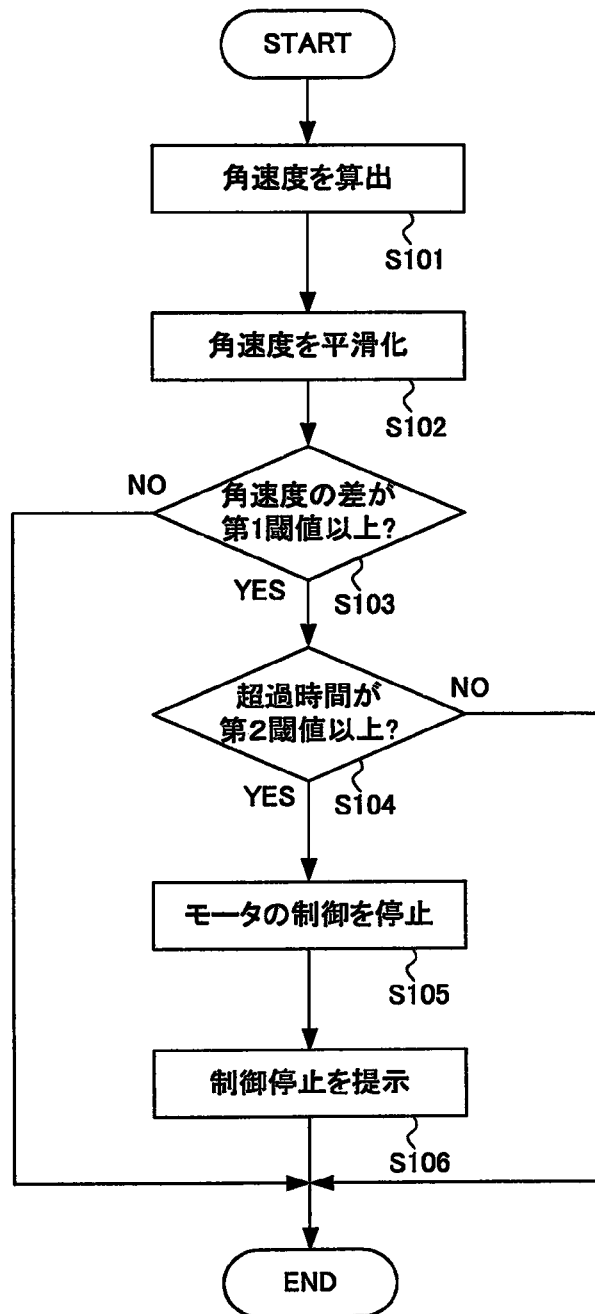 START
角速度を算出
S101
角速度を平滑化
S102
NO
角速度の差が
第1閾値以上?
YES
S103
超過時間が
第2閾値以上?
NO
YES
S104
モータの制御を停止
S105
制御停止を提示
S106
END